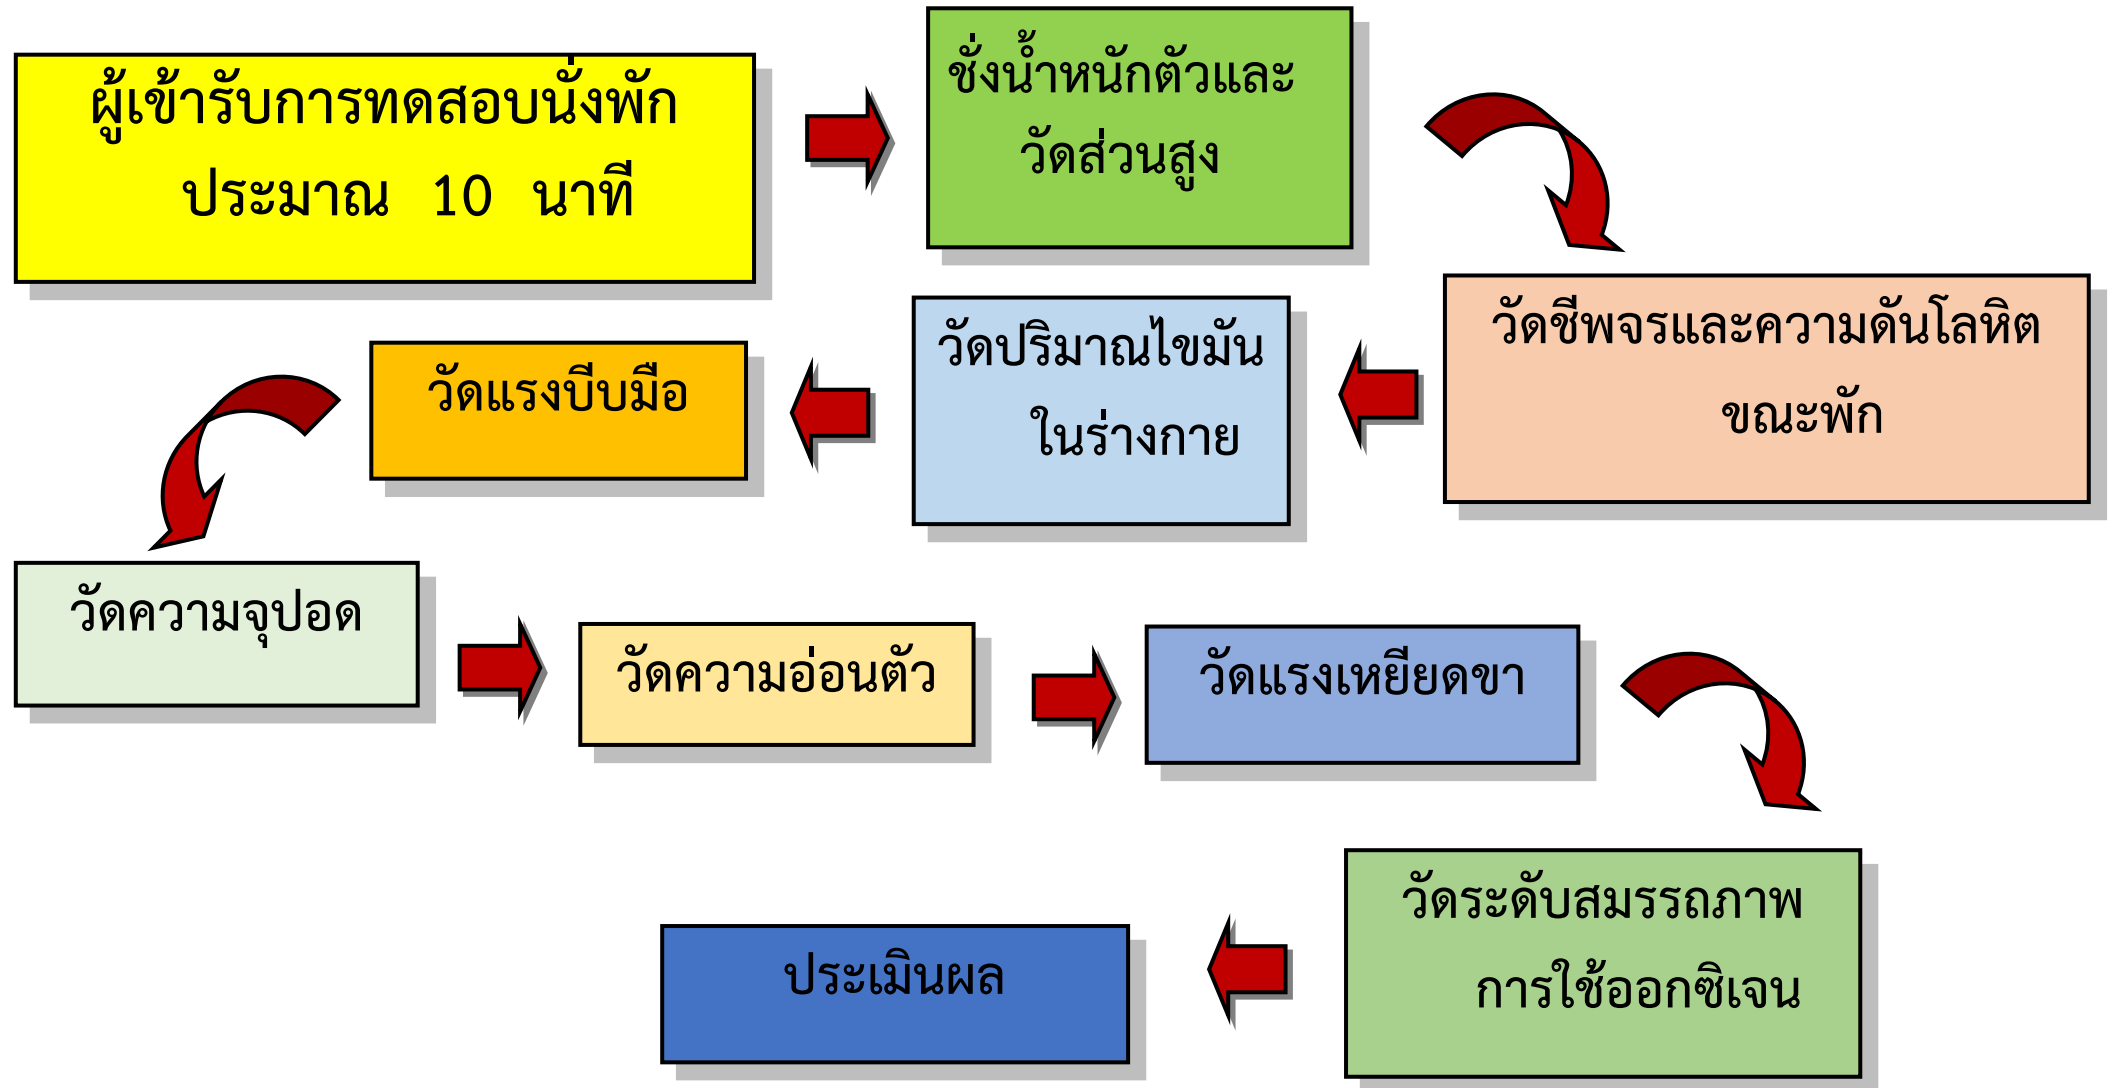 ผู้เข้ารับการทดสอบนั่งพัก
ประมาณ 10 นาที
ชั่งน้ำหนักตัวและ
วัดส่วนสูง
วัดชีพจรและความดันโลหิต
ขณะพัก
วัดปริมาณไขมัน
ในร่างกาย
วัดแรงบีบมือ
วัดความจุปอด
วัดความอ่อนตัว
วัดแรงเหยียดขา
วัดระดับสมรรถภาพ
การใช้ออกซิเจน
ประเมินผล